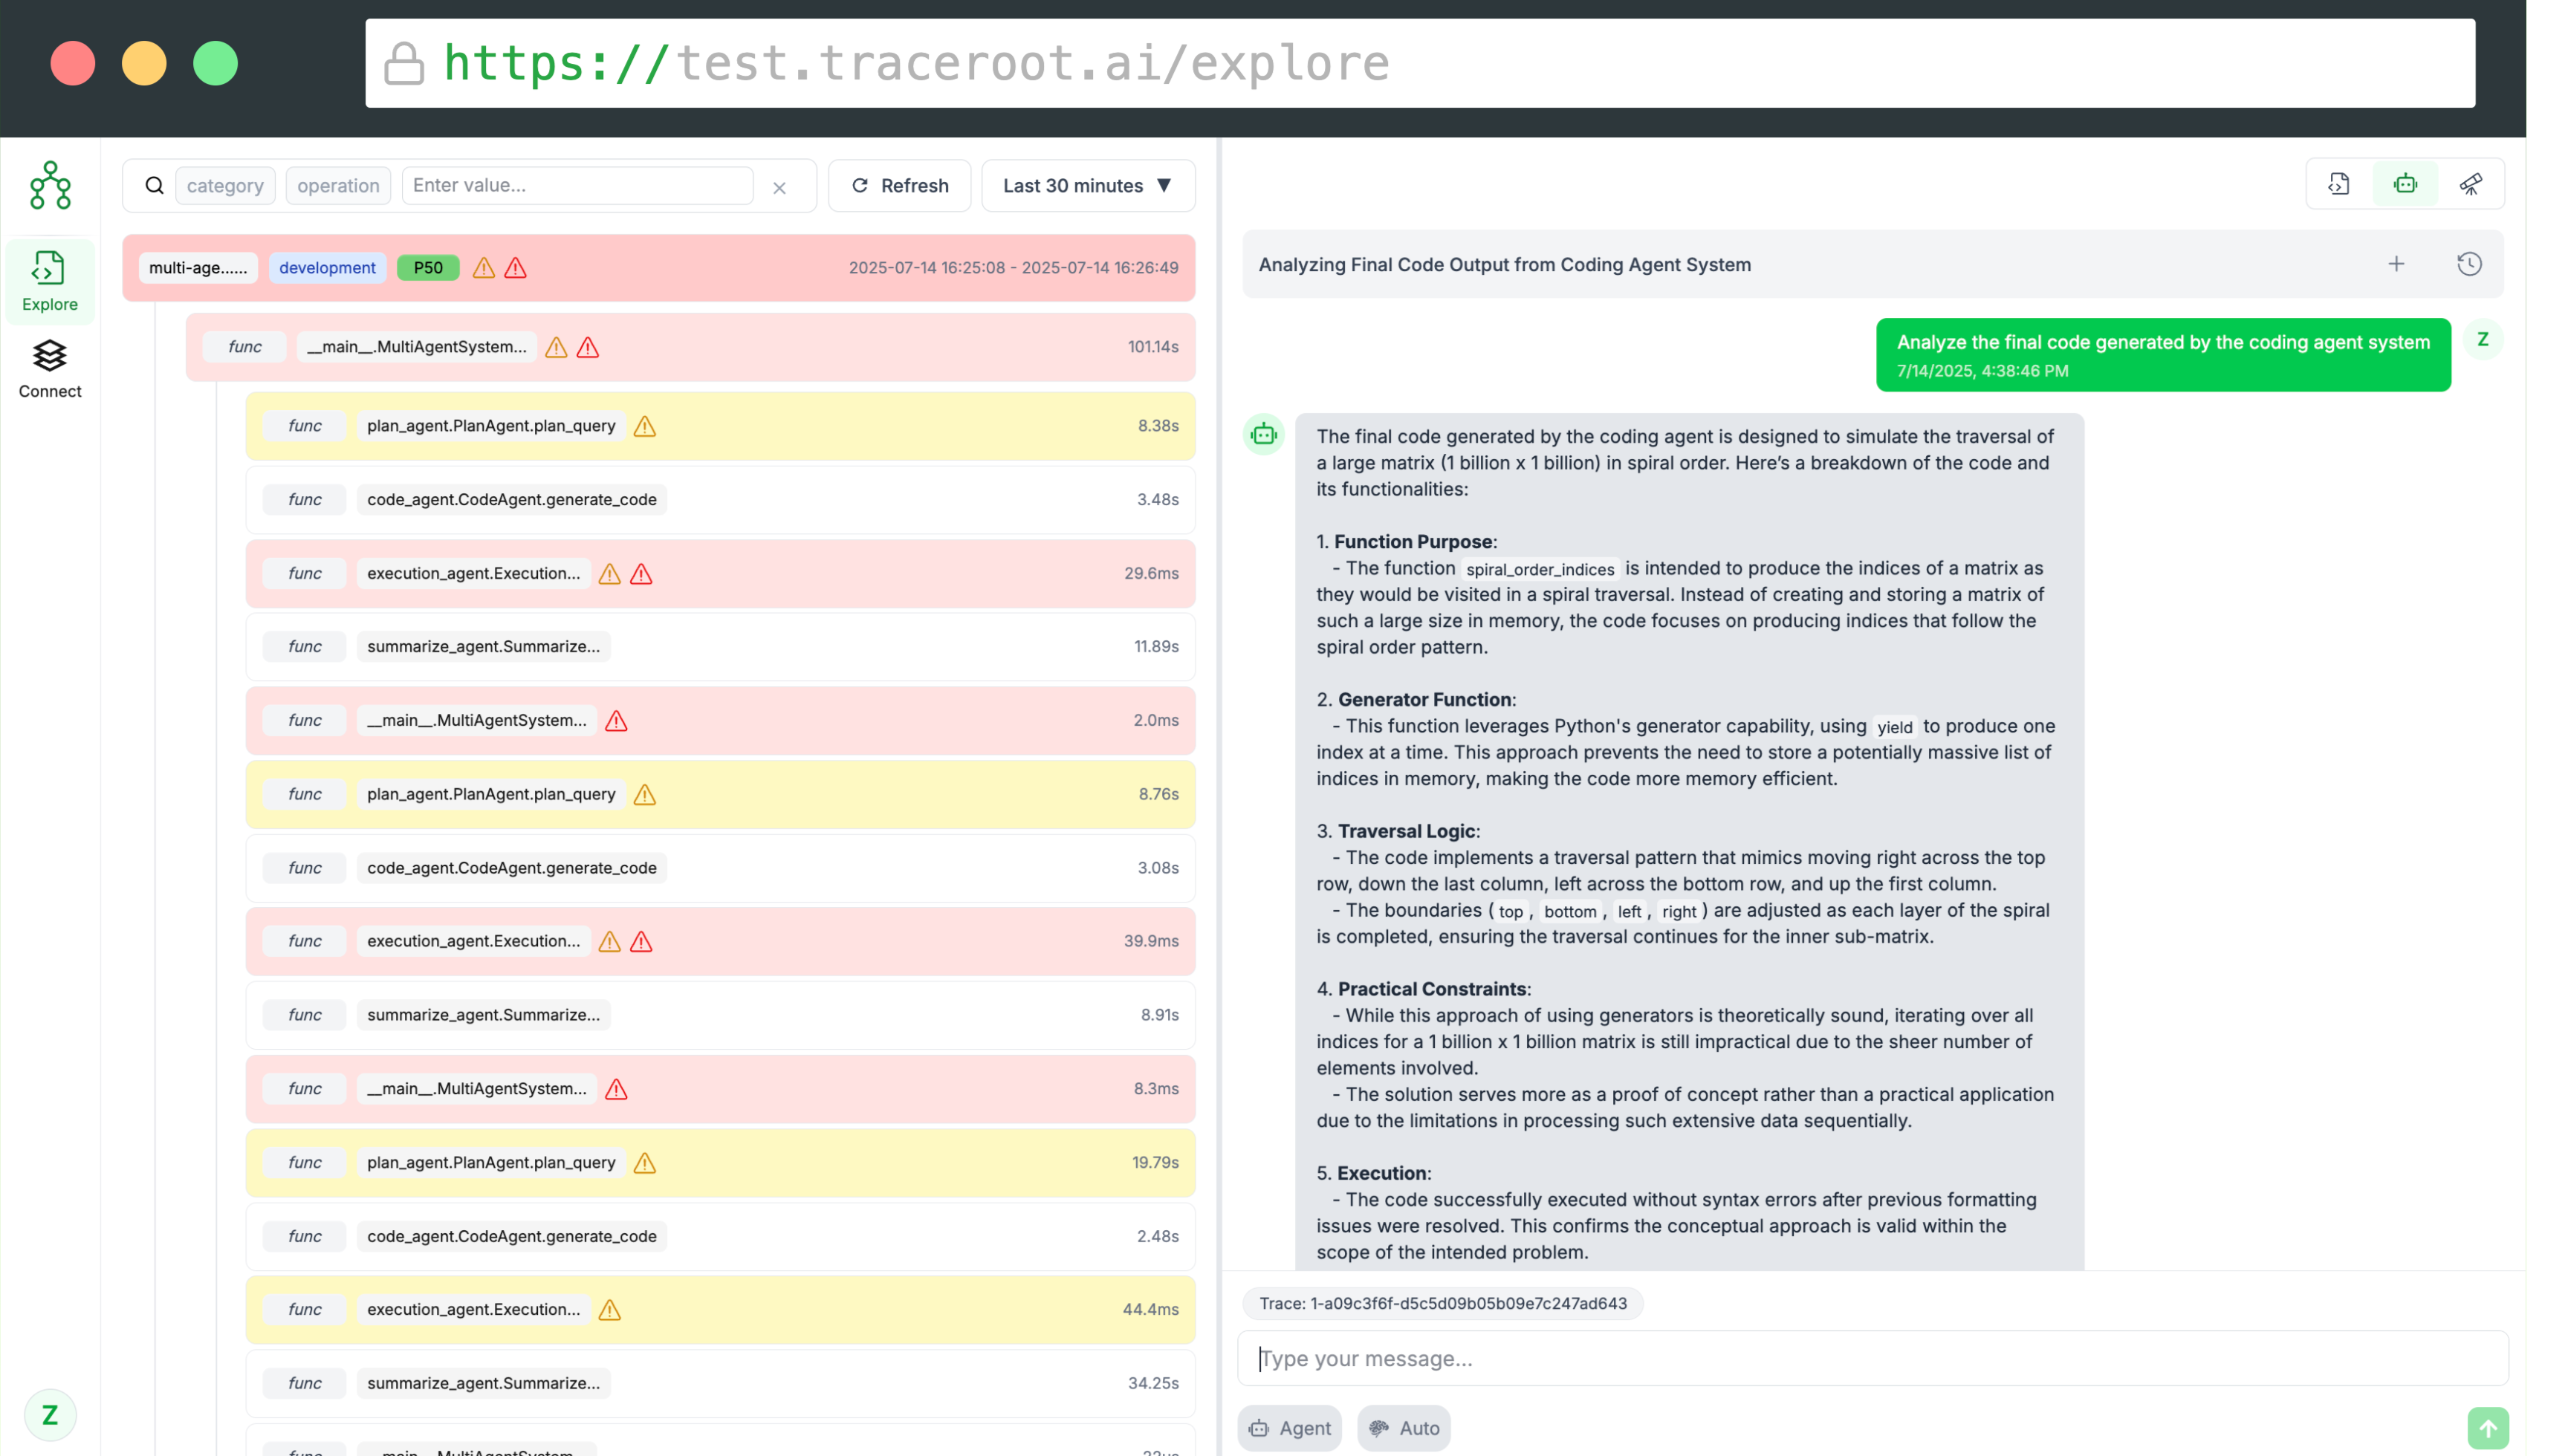 https://test.traceroot.ai/explore
category operation Enter value... × Refresh Last 30 minutes ▼
Explore
Connect
Z
multi-age...... development P50 2025-07-14 16:25:08 - 2025-07-14 16:26:49
func __main__.MultiAgentSystem... 101.14s
func plan_agent.PlanAgent.plan_query 8.38s
func code_agent.CodeAgent.generate_code 3.48s
func execution_agent.Execution... 29.6ms
func summarize_agent.Summarize... 11.89s
func __main__.MultiAgentSystem... 2.0ms
func plan_agent.PlanAgent.plan_query 8.76s
func code_agent.CodeAgent.generate_code 3.08s
func execution_agent.Execution... 39.9ms
func summarize_agent.Summarize... 8.91s
func __main__.MultiAgentSystem... 8.3ms
func plan_agent.PlanAgent.plan_query 19.79s
func code_agent.CodeAgent.generate_code 2.48s
func execution_agent.Execution... 44.4ms
func summarize_agent.Summarize... 34.25s
Analyzing Final Code Output from Coding Agent System
Analyze the final code generated by the coding agent system
7/14/2025, 4:38:46 PM
Z
The final code generated by the coding agent is designed to simulate the traversal of
a large matrix (1 billion x 1 billion) in spiral order. Here's a breakdown of the code and
its functionalities:
1. Function Purpose:
- The function spiral_order_indices is intended to produce the indices of a matrix as
they would be visited in a spiral traversal. Instead of creating and storing a matrix of
such a large size in memory, the code focuses on producing indices that follow the
spiral order pattern.
2. Generator Function:
- This function leverages Python's generator capability, using yield to produce one
index at a time. This approach prevents the need to store a potentially massive list of
indices in memory, making the code more memory efficient.
3. Traversal Logic:
- The code implements a traversal pattern that mimics moving right across the top
row, down the last column, left across the bottom row, and up the first column.
- The boundaries ( top , bottom , left , right ) are adjusted as each layer of the spiral
is completed, ensuring the traversal continues for the inner sub-matrix.
4. Practical Constraints:
- While this approach of using generators is theoretically sound, iterating over all
indices for a 1 billion x 1 billion matrix is still impractical due to the sheer number of
elements involved.
- The solution serves more as a proof of concept rather than a practical application
due to the limitations in processing such extensive data sequentially.
5. Execution:
- The code successfully executed without syntax errors after previous formatting
issues were resolved. This confirms the conceptual approach is valid within the
scope of the intended problem.
Trace: 1-a09c3f6f-d5c5d09b05b09e7c247ad643
Type your message...
Agent Auto